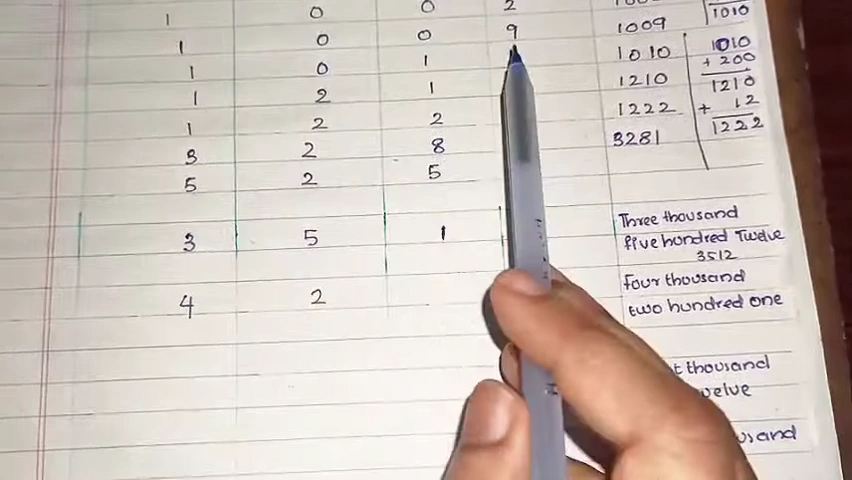 1 0 0 2
1010
1 0 0 9 1009
1 0 1 1010 1010
+ 200
1 2 1 1210 1210
1 2 2 1222 + 12
1222
3 2 8 3281
5 2 5
3 5 1 Three thousand
five hundred Twelve
3512
4 2 four thousand
two hundred one
thousand